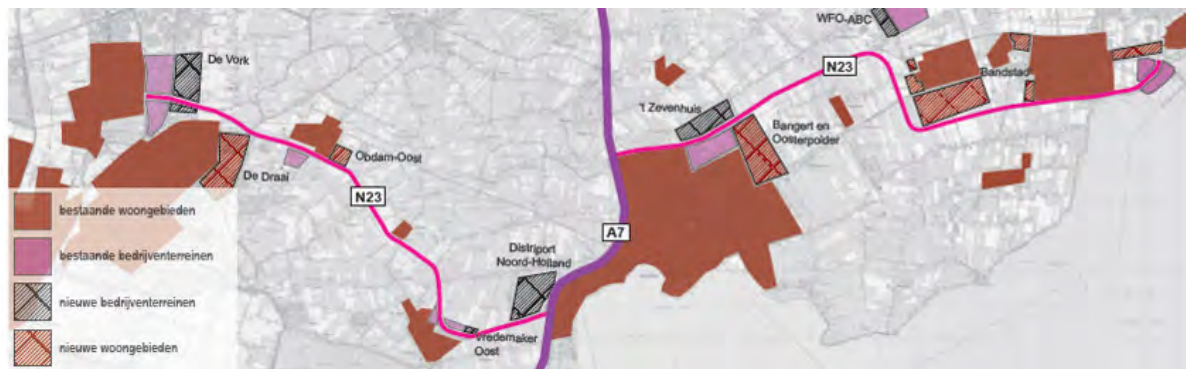 WFO-ABC
De Vork
N23
Bandstad
't Zevenhuis
Bangert en
Oosterpolder
Obdam-Oost
De Draai
N23
A7
Distriport
Noord-Holland
Vredemaker
Oost
bestaande woongebieden
bestaande bedrijventerreinen
nieuwe bedrijventerreinen
nieuwe woongebieden